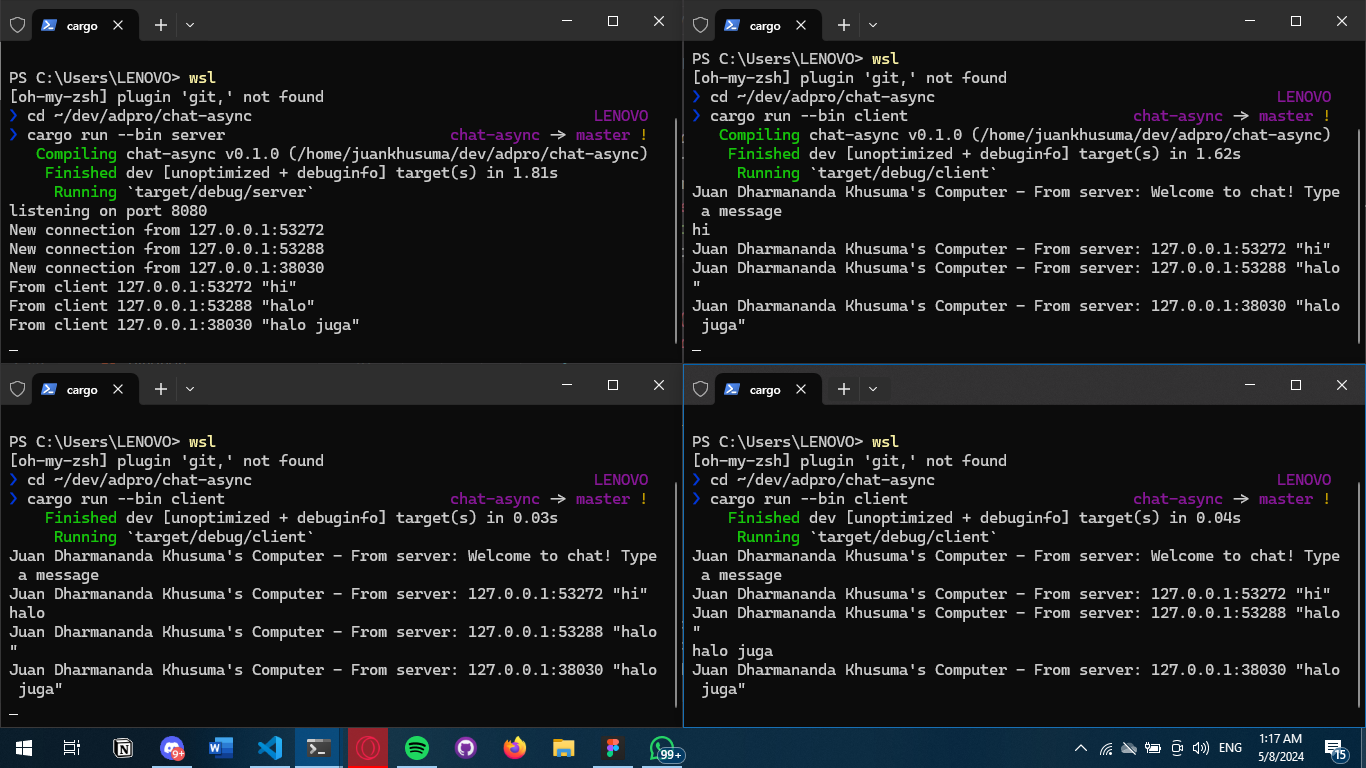 cargo
PS C:\Users\LENOVO> wsl
[oh-my-zsh] plugin 'git,' not found
❯ cd ~/dev/adpro/chat-async LENOVO
❯ cargo run --bin server chat-async -> master !
Compiling chat-async v0.1.0 (/home/juankhusuma/dev/adpro/chat-async)
Finished dev [unoptimized + debuginfo] target(s) in 1.81s
Running `target/debug/server`
listening on port 8080
New connection from 127.0.0.1:53272
New connection from 127.0.0.1:53288
New connection from 127.0.0.1:38030
From client 127.0.0.1:53272 "hi"
From client 127.0.0.1:53288 "halo"
From client 127.0.0.1:38030 "halo juga"
cargo
PS C:\Users\LENOVO> wsl
[oh-my-zsh] plugin 'git,' not found
❯ cd ~/dev/adpro/chat-async LENOVO
❯ cargo run --bin client chat-async -> master !
Compiling chat-async v0.1.0 (/home/juankhusuma/dev/adpro/chat-async)
Finished dev [unoptimized + debuginfo] target(s) in 1.62s
Running `target/debug/client`
Juan Dharmananda Khusuma's Computer - From server: Welcome to chat! Type
a message
hi
Juan Dharmananda Khusuma's Computer - From server: 127.0.0.1:53272 "hi"
Juan Dharmananda Khusuma's Computer - From server: 127.0.0.1:53288 "halo
"
Juan Dharmananda Khusuma's Computer - From server: 127.0.0.1:38030 "halo
juga"
cargo
PS C:\Users\LENOVO> wsl
[oh-my-zsh] plugin 'git,' not found
❯ cd ~/dev/adpro/chat-async LENOVO
❯ cargo run --bin client chat-async -> master !
Finished dev [unoptimized + debuginfo] target(s) in 0.03s
Running `target/debug/client`
Juan Dharmananda Khusuma's Computer - From server: Welcome to chat! Type
a message
Juan Dharmananda Khusuma's Computer - From server: 127.0.0.1:53272 "hi"
halo
Juan Dharmananda Khusuma's Computer - From server: 127.0.0.1:53288 "halo
"
Juan Dharmananda Khusuma's Computer - From server: 127.0.0.1:38030 "halo
juga"
cargo
PS C:\Users\LENOVO> wsl
[oh-my-zsh] plugin 'git,' not found
❯ cd ~/dev/adpro/chat-async LENOVO
❯ cargo run --bin client chat-async -> master !
Finished dev [unoptimized + debuginfo] target(s) in 0.04s
Running `target/debug/client`
Juan Dharmananda Khusuma's Computer - From server: Welcome to chat! Type
a message
Juan Dharmananda Khusuma's Computer - From server: 127.0.0.1:53272 "hi"
Juan Dharmananda Khusuma's Computer - From server: 127.0.0.1:53288 "halo
"
halo juga
Juan Dharmananda Khusuma's Computer - From server: 127.0.0.1:38030 "halo
juga"
9+
99+
ENG
1:17 AM
5/8/2024
15